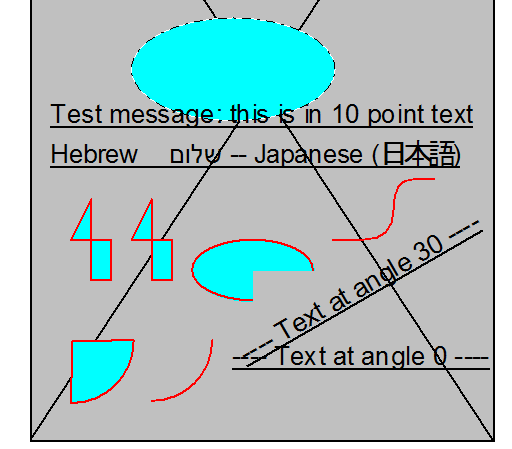 Test message: this is in 10 point text
Hebrew שלום -- Japanese (日本語)
---- Text at angle 30 ----
---- Text at angle 0 ----